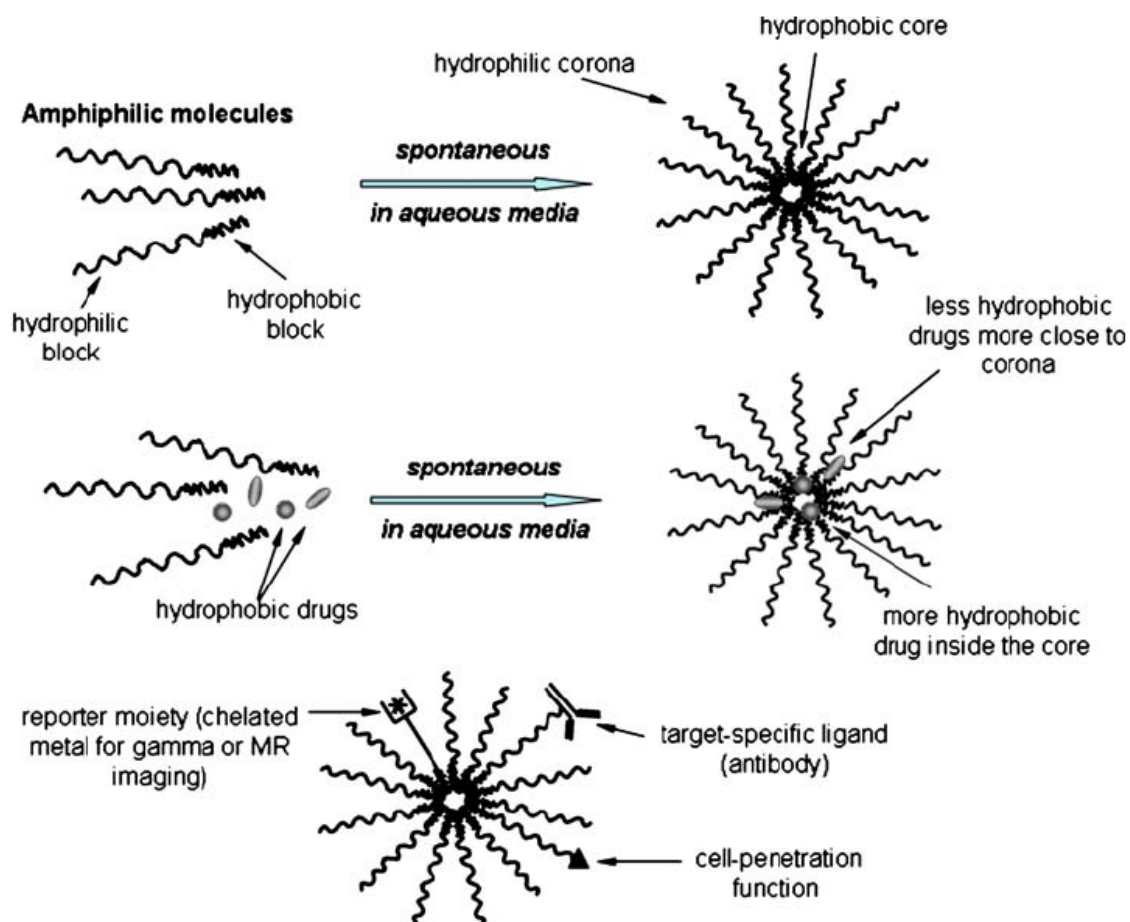 hydrophobic core
hydrophilic corona
Amphiphilic molecules
spontaneous
in aqueous media
hydrophobic
block
hydrophilic
block
less hydrophobic
drugs more close to
corona
spontaneous
in aqueous media
hydrophobic drugs
more hydrophobic
drug inside the core
reporter moiety (chelated
metal for gamma or MR
imaging)
target-specific ligand
(antibody)
cell-penetration
function